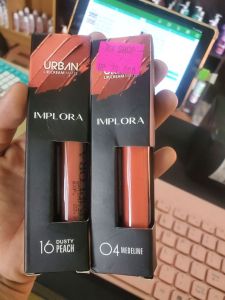 URBAN
LIP CREAM MATTE
IMPLORA
16 DUSTY
PEACH
URBAN
LIP CREAM MATTE
IMPLORA
04 MEDELINE